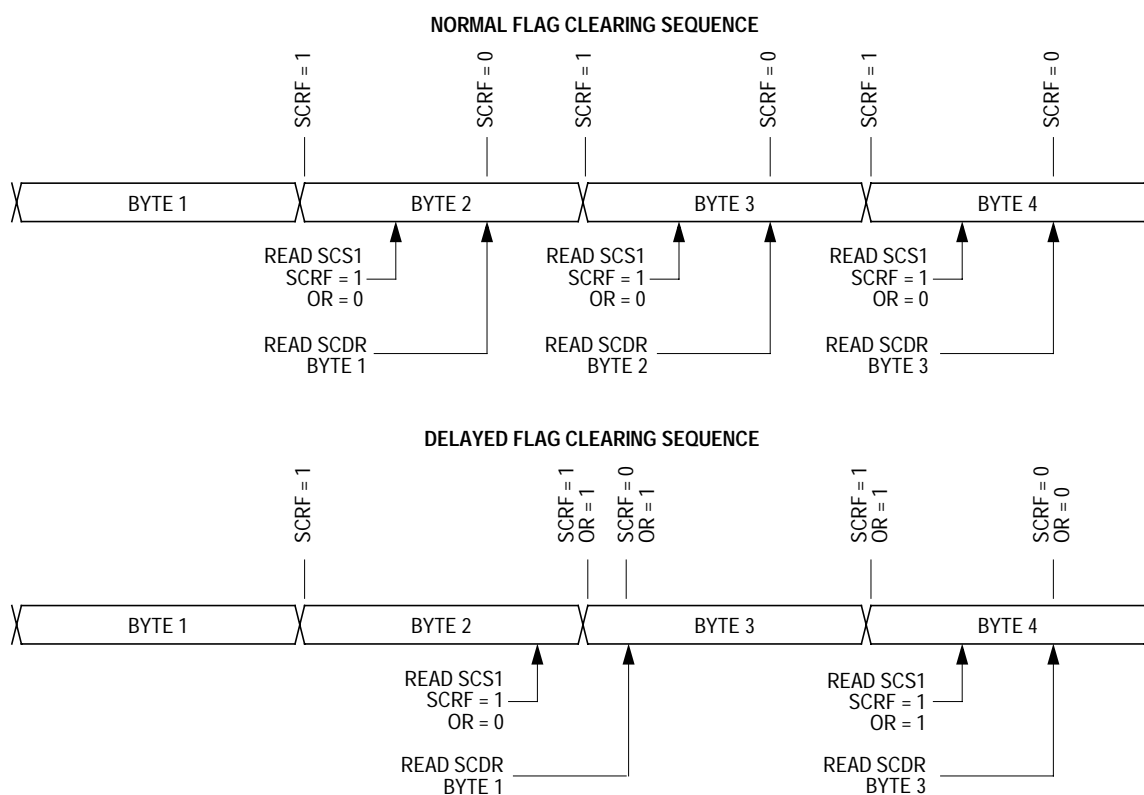 NORMAL FLAG CLEARING SEQUENCE
SCRF = 1
SCRF = 0
SCRF = 1
SCRF = 0
SCRF = 1
SCRF = 0
BYTE 1
BYTE 2
BYTE 3
BYTE 4
READ SCS1
SCRF = 1
OR = 0
READ SCS1
SCRF = 1
OR = 0
READ SCS1
SCRF = 1
OR = 0
READ SCDR
BYTE 1
READ SCDR
BYTE 2
READ SCDR
BYTE 3
DELAYED FLAG CLEARING SEQUENCE
SCRF = 1
SCRF = 1
OR = 1
SCRF = 0
OR = 1
SCRF = 1
OR = 1
SCRF = 0
OR = 0
BYTE 1
BYTE 2
BYTE 3
BYTE 4
READ SCS1
SCRF = 1
OR = 0
READ SCS1
SCRF = 1
OR = 1
READ SCDR
BYTE 1
READ SCDR
BYTE 3